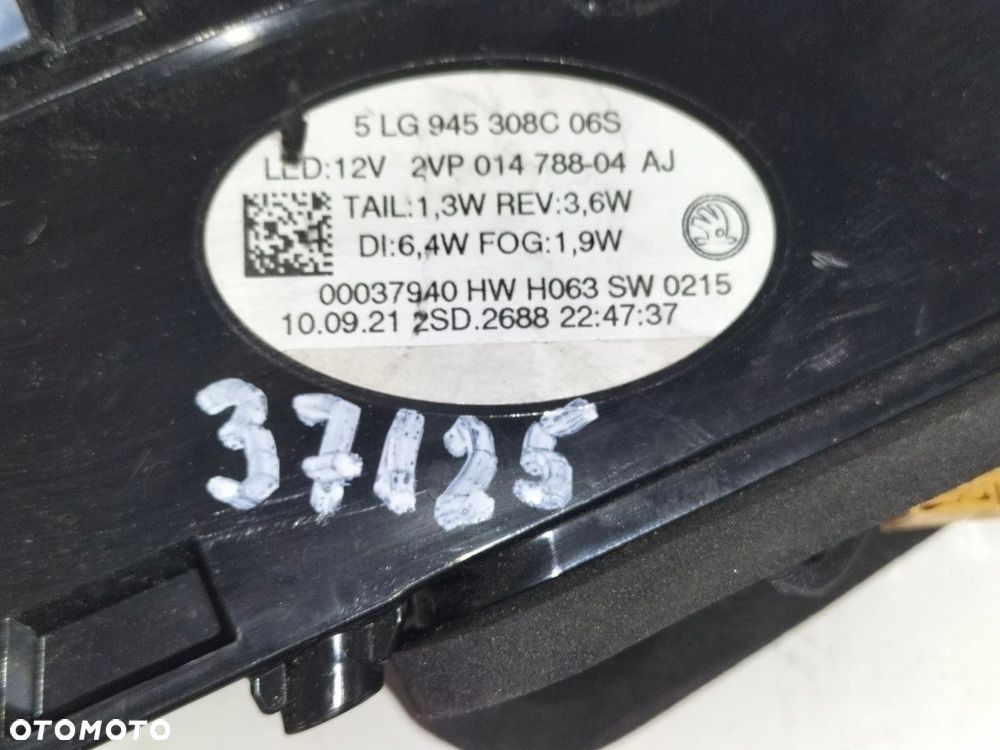 5 LG 945 308C 06S
LED:12V 2VP 014 788-04 AJ
TAIL:1,3W REV:3,6W
DI:6,4W FOG:1,9W
00037940 HW H063 SW 0215
10.09.21 2SD.2688 22:47:37
37125
OTOMOTO